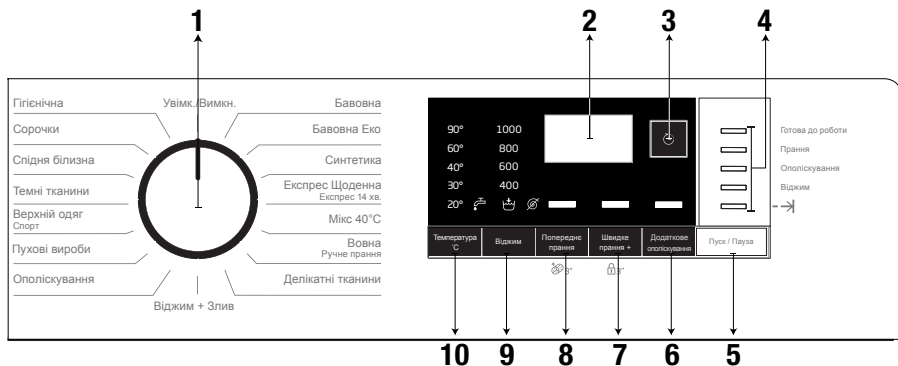 1
2
3
4
Гігієнічна
Увімк./Вимкн.
Бавовна
Сорочки
Бавовна Еко
Спідня білизна
Синтетика
Темні тканини
Експрес Щоденна
Експрес 14 хв.
Верхній одяг
Спорт
Мікс 40°C
Пухові вироби
Вовна
Ручне прання
Ополіскування
Делікатні тканини
Віджим + Злив
90°
1000
60°
800
40°
600
30°
400
20°
Готова до роботи
Прання
Ополіскування
Віджим
Температура
˚C
Віджим
Попереднє
прання
Швидке
прання +
Додаткове
ополіскування
Пуск / Пауза
3"
3"
10
9
8
7
6
5